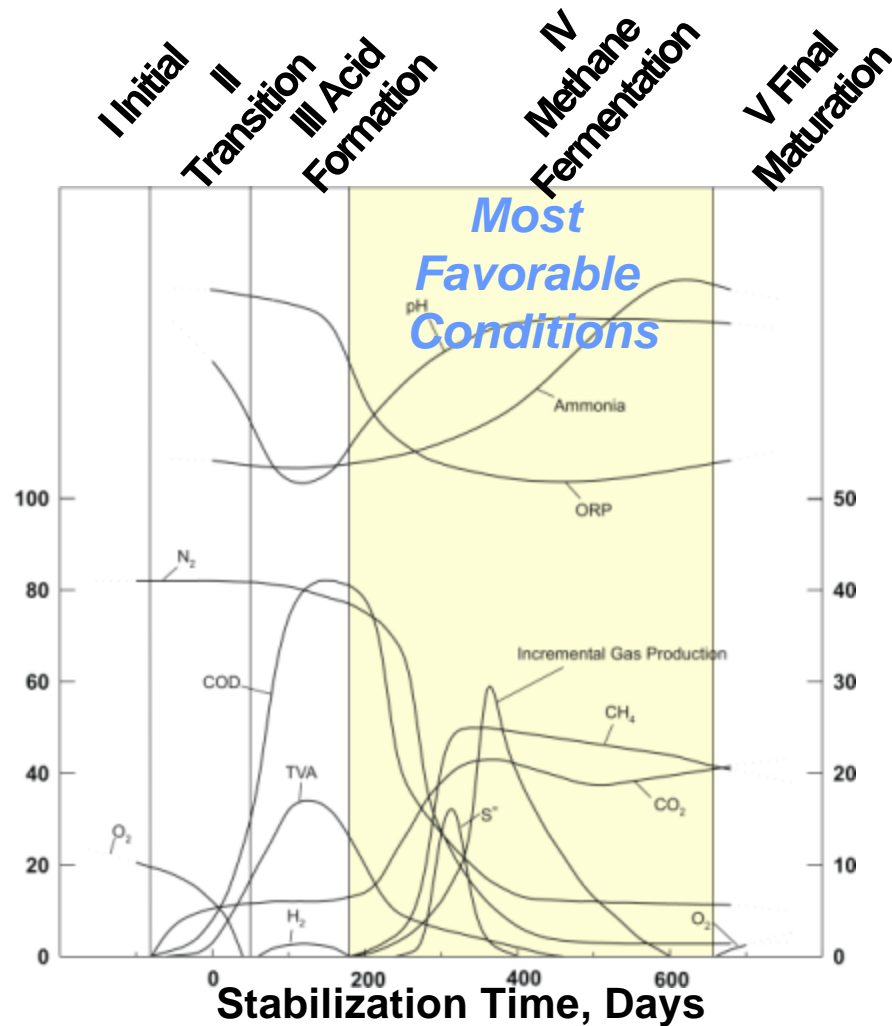 I Initial
II
Transition
III Acid
Formation
IV
Methane
Fermentation
V Final
Maturation
Most
Favorable
Conditions
pH
Ammonia
ORP
100
50
N₂
80
40
Incremental Gas Production
COD
60
30
CH₄
TVA
40
20
CO₂
S"
O₂
20
10
H₂
O₂
0
0
0
200
400
600
Stabilization Time, Days